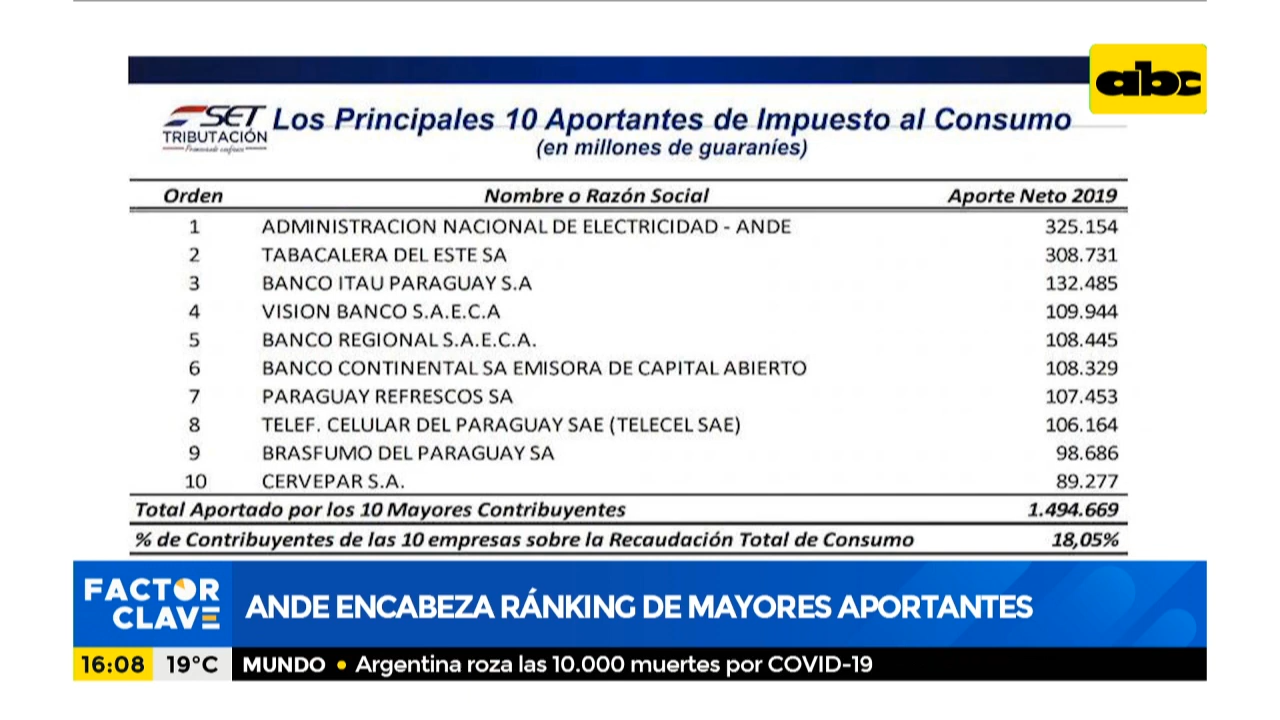 abc
SET
TRIBUTACIÓN
Los Principales 10 Aportantes de Impuesto al Consumo
(en millones de guaraníes)
Orden Nombre o Razón Social Aporte Neto 2019
1 ADMINISTRACION NACIONAL DE ELECTRICIDAD - ANDE 325.154
2 TABACALERA DEL ESTE SA 308.731
3 BANCO ITAU PARAGUAY S.A 132.485
4 VISION BANCO S.A.E.C.A 109.944
5 BANCO REGIONAL S.A.E.C.A. 108.445
6 BANCO CONTINENTAL SA EMISORA DE CAPITAL ABIERTO 108.329
7 PARAGUAY REFRESCOS SA 107.453
8 TELEF. CELULAR DEL PARAGUAY SAE (TELECEL SAE) 106.164
9 BRASFUMO DEL PARAGUAY SA 98.686
10 CERVEPAR S.A. 89.277
Total Aportado por los 10 Mayores Contribuyentes 1.494.669
% de Contribuyentes de las 10 empresas sobre la Recaudación Total de Consumo 18,05%
FACTOR
CLAVE
ANDE ENCABEZA RÁNKING DE MAYORES APORTANTES
16:08 19°C MUNDO • Argentina roza las 10.000 muertes por COVID-19